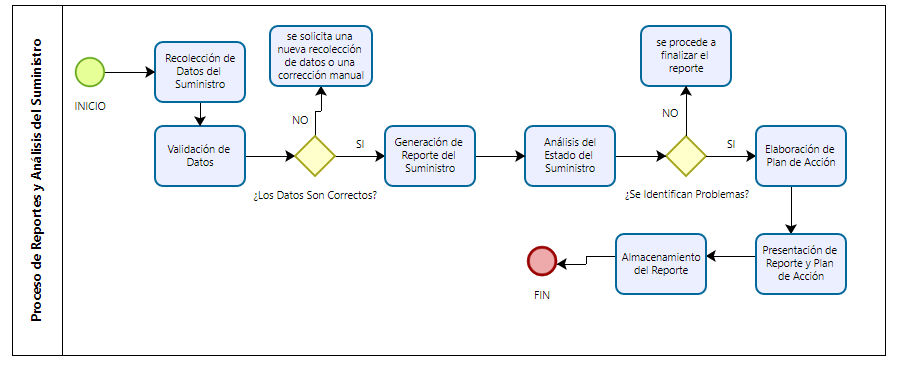 Proceso de Reportes y Análisis del Suministro
INICIO
Recolección de
Datos del
Suministro
Validación de
Datos
¿Los Datos Son Correctos?
NO
se solicita una
nueva recolección
de datos o una
corrección manual
SI
Generación de
Reporte del
Suministro
Análisis del
Estado del
Suministro
¿Se Identifican Problemas?
NO
se procede a
finalizar el
reporte
SI
Elaboración de
Plan de Acción
Presentación de
Reporte y Plan
de Acción
Almacenamiento
del Reporte
FIN